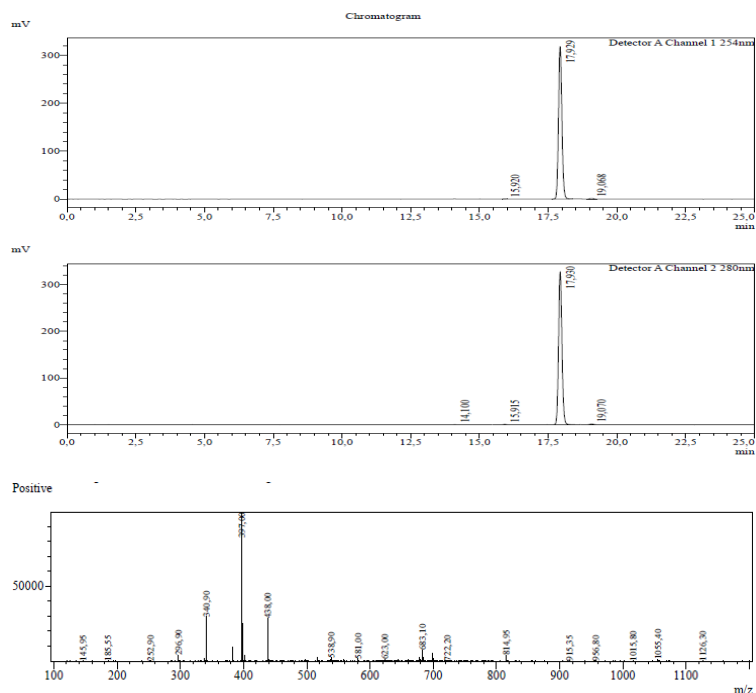 Chromatogram
mV
Detector A Channel 1 254nm
300
200
100
0
15,920
17,929
19,068
0,0 2,5 5,0 7,5 10,0 12,5 15,0 17,5 20,0 22,5 25,0
min
mV
Detector A Channel 2 280nm
300
200
100
0
14,100
15,915
17,930
19,070
0,0 2,5 5,0 7,5 10,0 12,5 15,0 17,5 20,0 22,5 25,0
min
Positive
50000
145,95
185,55
252,90
296,90
340,90
397,00
438,00
538,90
581,00
623,00
683,10
722,20
814,95
915,35
956,80
1015,80
1055,40
1126,30
100 200 300 400 500 600 700 800 900 1000 1100
m/z